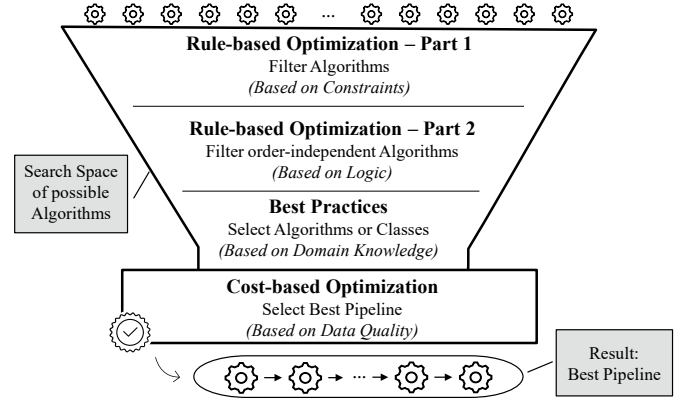 ...
Rule-based Optimization – Part 1
Filter Algorithms
(Based on Constraints)
Rule-based Optimization – Part 2
Filter order-independent Algorithms
(Based on Logic)
Search Space
of possible
Algorithms
Best Practices
Select Algorithms or Classes
(Based on Domain Knowledge)
Cost-based Optimization
Select Best Pipeline
(Based on Data Quality)
Result:
Best Pipeline
...